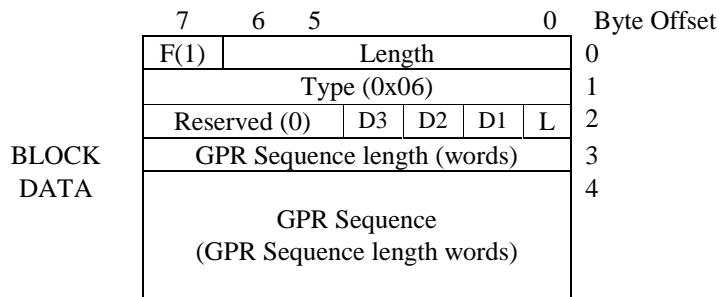 7 6 5 0 Byte Offset
F(1) Length 0
Type (0x06) 1
Reserved (0) D3 D2 D1 L 2
BLOCK GPR Sequence length (words) 3
DATA 4
GPR Sequence
(GPR Sequence length words)